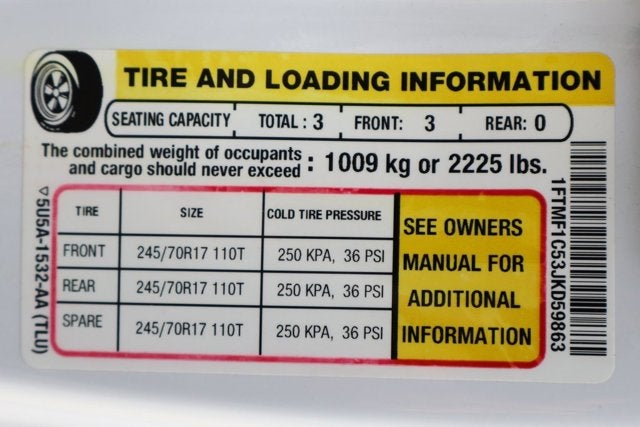 TIRE AND LOADING INFORMATION
SEATING CAPACITY TOTAL : 3 FRONT: 3 REAR: 0
The combined weight of occupants
and cargo should never exceed : 1009 kg or 2225 lbs.
TIRE SIZE COLD TIRE PRESSURE
FRONT 245/70R17 110T 250 KPA, 36 PSI
REAR 245/70R17 110T 250 KPA, 36 PSI
SPARE 245/70R17 110T 250 KPA, 36 PSI
SEE OWNERS
MANUAL FOR
ADDITIONAL
INFORMATION
▽5U5A-1532-AA (TLU)
1FTMF1C53JKD59863